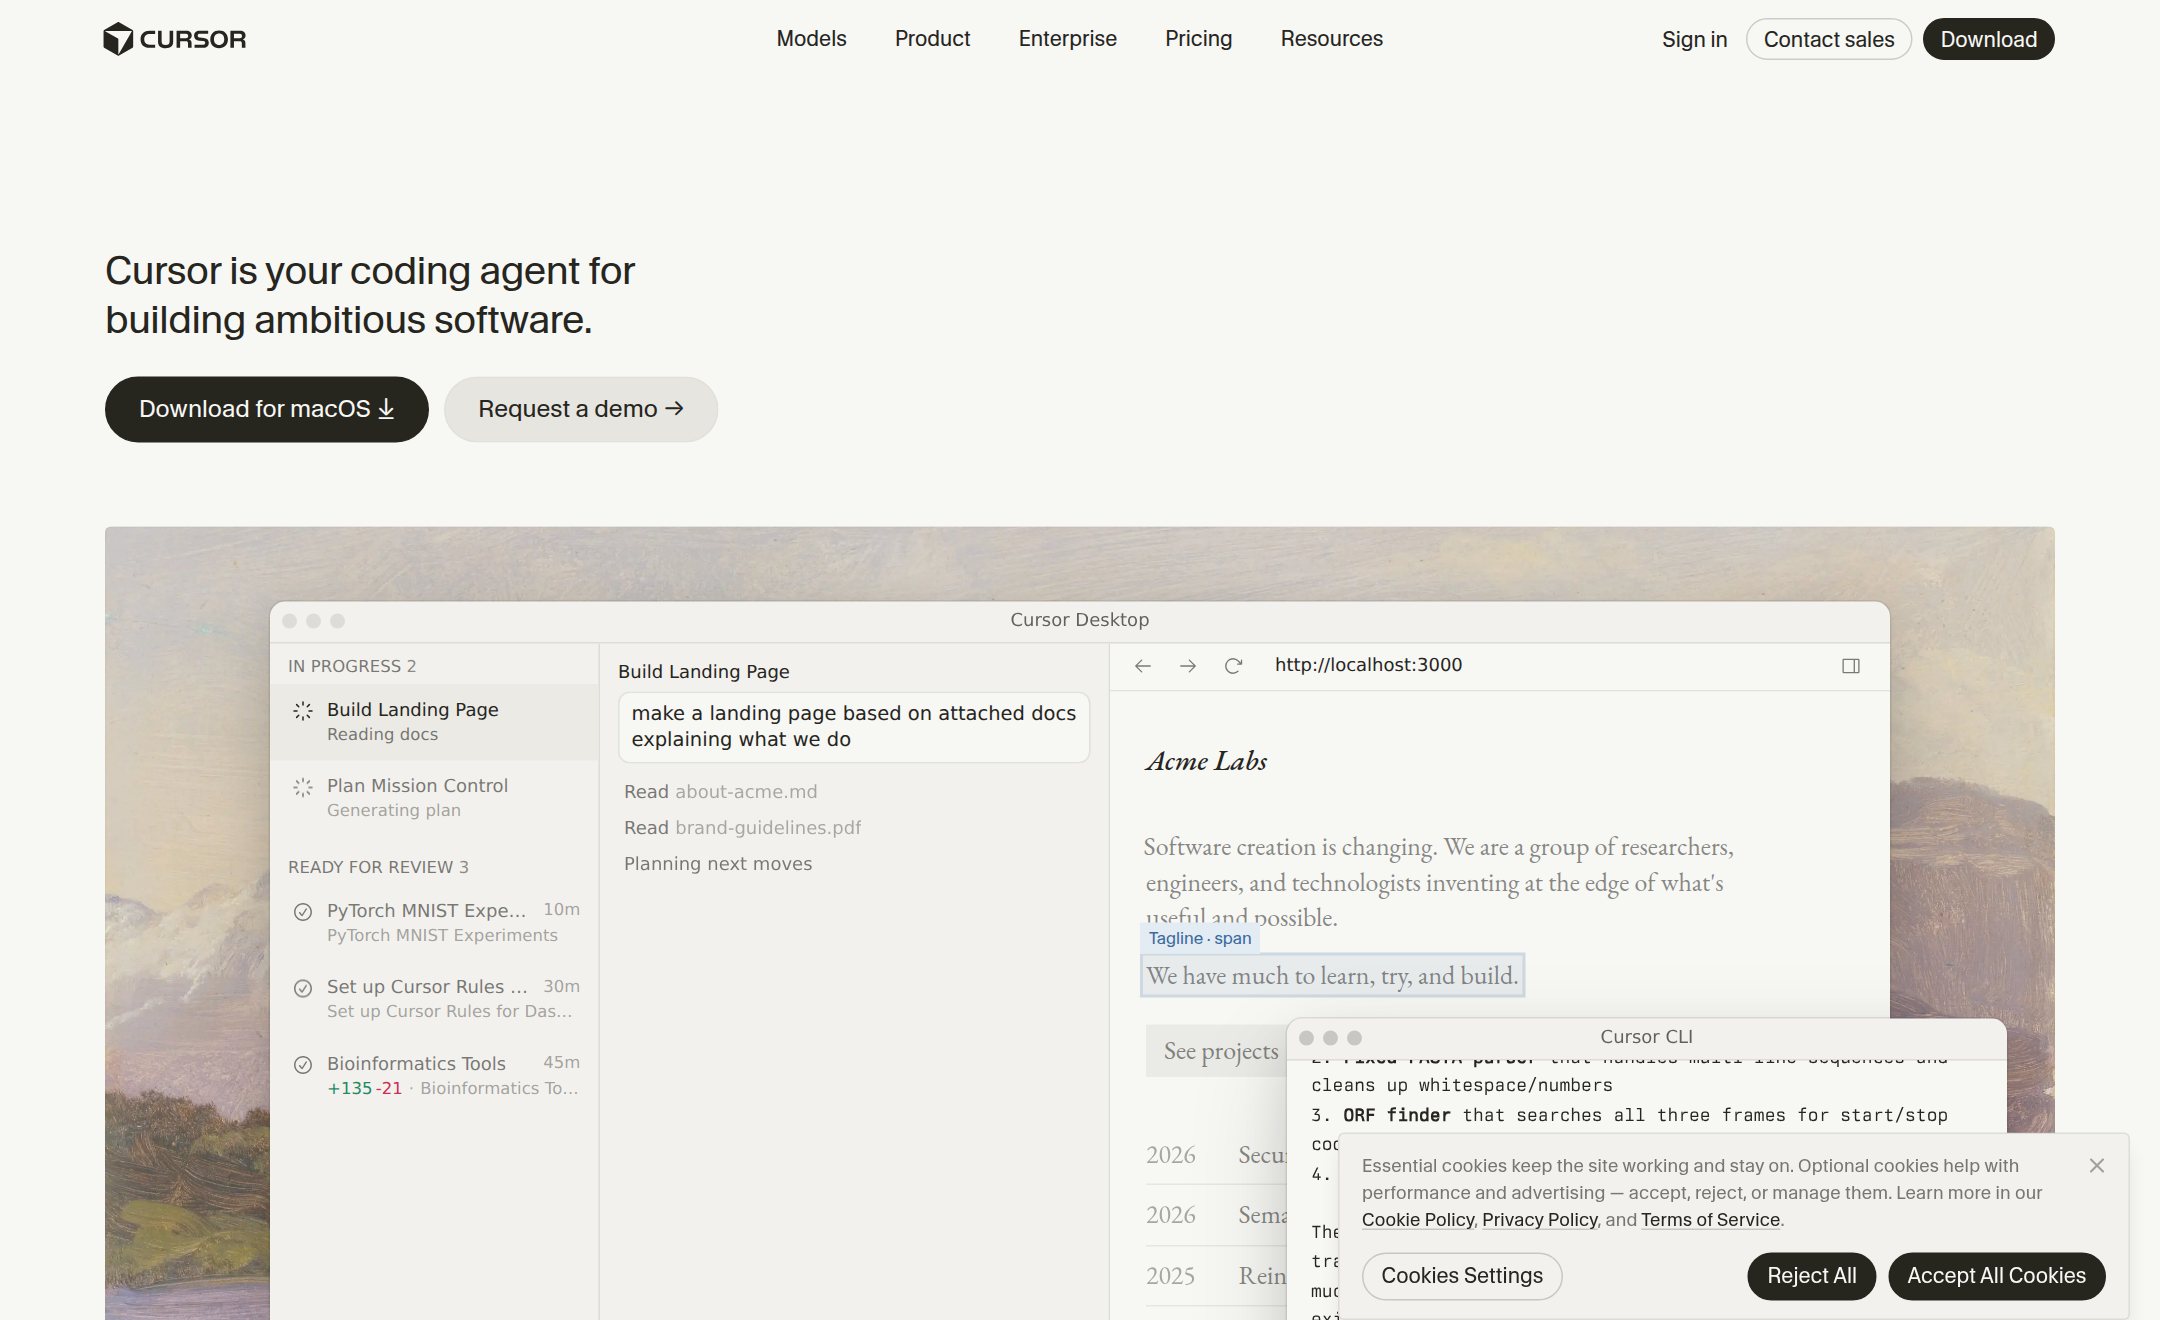 CURSOR
Models Product Enterprise Pricing Resources
Sign in Contact sales Download
Cursor is your coding agent for
building ambitious software.
Download for macOS Request a demo
Cursor Desktop
IN PROGRESS 2
Build Landing Page
Reading docs
Plan Mission Control
Generating plan
READY FOR REVIEW 3
PyTorch MNIST Expe... 10m
PyTorch MNIST Experiments
Set up Cursor Rules ... 30m
Set up Cursor Rules for Das...
Bioinformatics Tools 45m
+135 -21 · Bioinformatics To...
Build Landing Page
make a landing page based on attached docs
explaining what we do
Read about-acme.md
Read brand-guidelines.pdf
Planning next moves
http://localhost:3000
Acme Labs
Software creation is changing. We are a group of researchers,
engineers, and technologists inventing at the edge of what's
useful and possible.
Tagline · span
We have much to learn, try, and build.
See projects
2026
2026
2025
Cursor CLI
2. Fixed FASTA parser that handles multi-line sequences and
cleans up whitespace/numbers
3. ORF finder that searches all three frames for start/stop
4.
Essential cookies keep the site working and stay on. Optional cookies help with
performance and advertising — accept, reject, or manage them. Learn more in our
Cookie Policy, Privacy Policy, and Terms of Service.
Cookies Settings Reject All Accept All Cookies